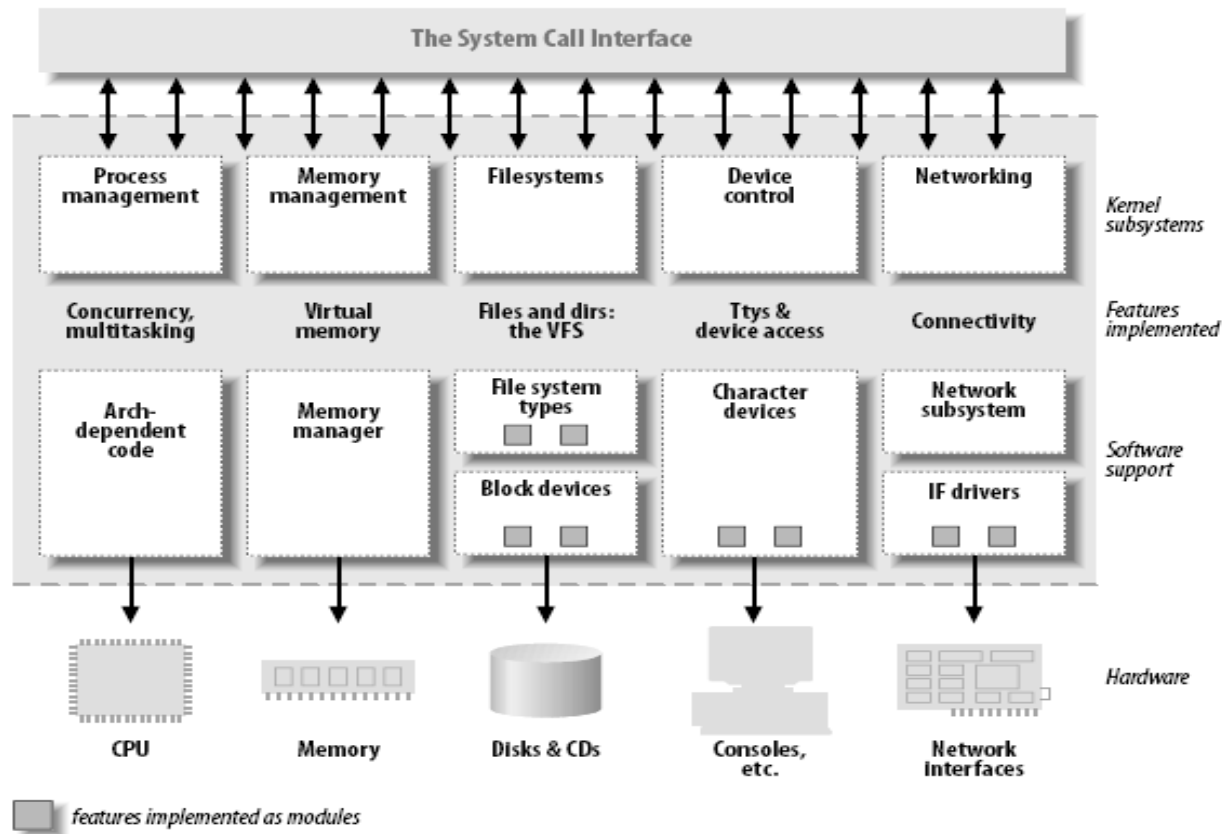 The System Call Interface
Process
management
Memory
management
Filesystems
Device
control
Networking
Kernel
subsystems
Concurrency,
multitasking
Virtual
memory
Files and dirs:
the VFS
Ttys &
device access
Connectivity
Features
implemented
Arch-
dependent
code
Memory
manager
File system
types
Block devices
Character
devices
Network
subsystem
IF drivers
Software
support
Hardware
CPU
Memory
Disks & CDs
Consoles,
etc.
Network
interfaces
features implemented as modules